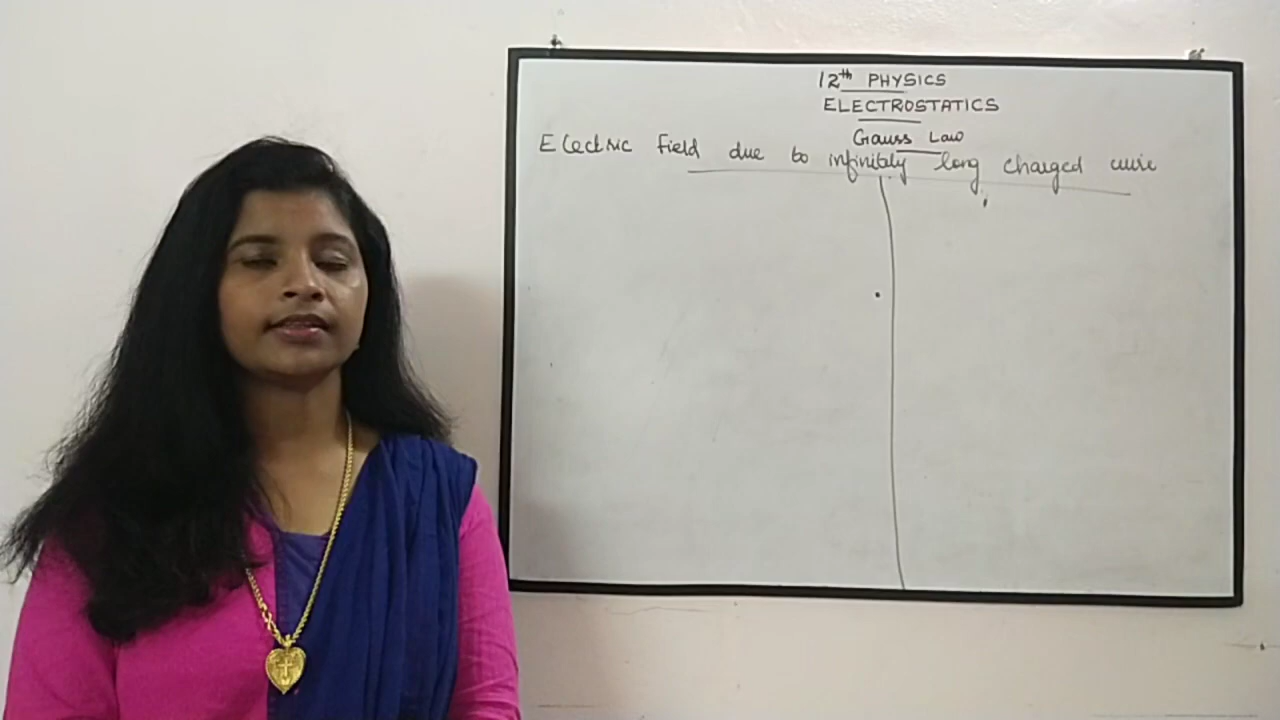 12th PHYSICS
ELECTROSTATICS
Gauss Law
Electric Field due to infinitely long charged wire